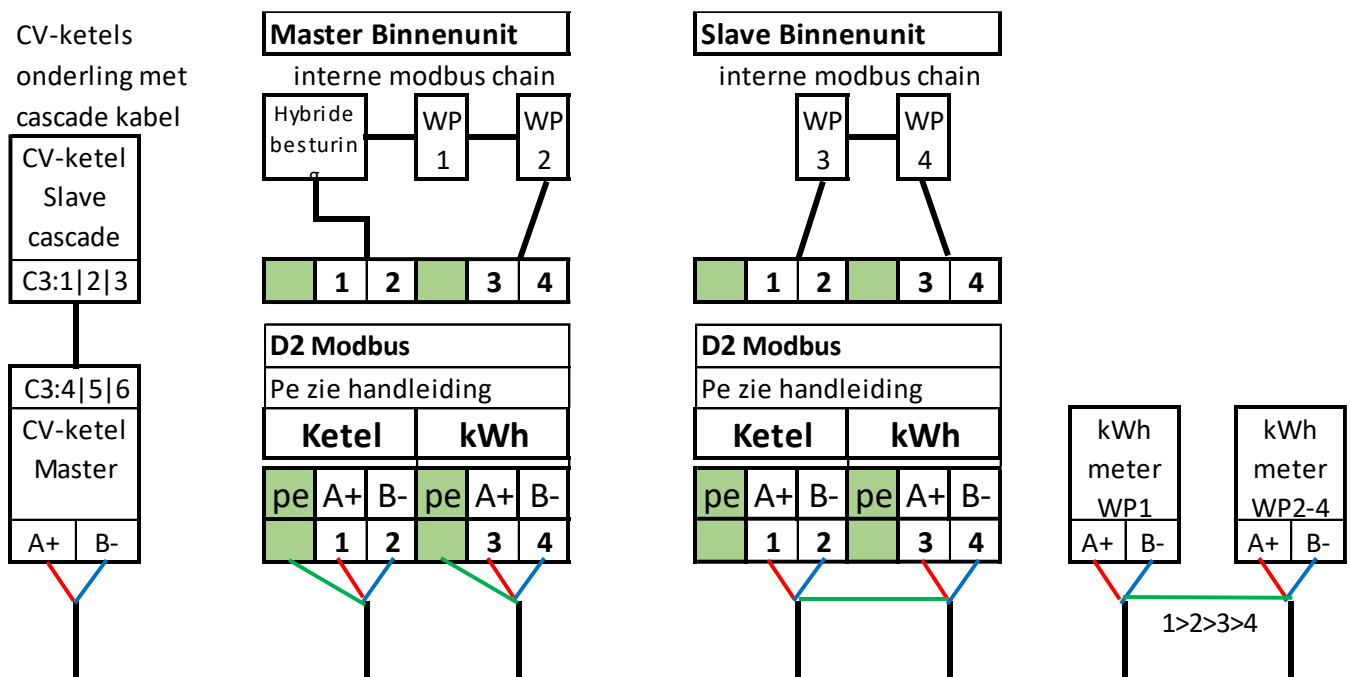 CV-ketels
onderling met
cascade kabel
CV-ketel
Slave
cascade
C3:1|2|3
C3:4|5|6
CV-ketel
Master
A+ B-
Master Binnenunit
interne modbus chain
Hybride
besturin
g
WP
1
WP
2
1 2 3 4
D2 Modbus
Pe zie handleiding
Ketel kWh
pe A+ B- pe A+ B-
1 2 3 4
Slave Binnenunit
interne modbus chain
WP
3
WP
4
1 2 3 4
D2 Modbus
Pe zie handleiding
Ketel kWh
pe A+ B- pe A+ B-
1 2 3 4
kWh
meter
WP1
A+ B-
kWh
meter
WP2-4
A+ B-
1>2>3>4